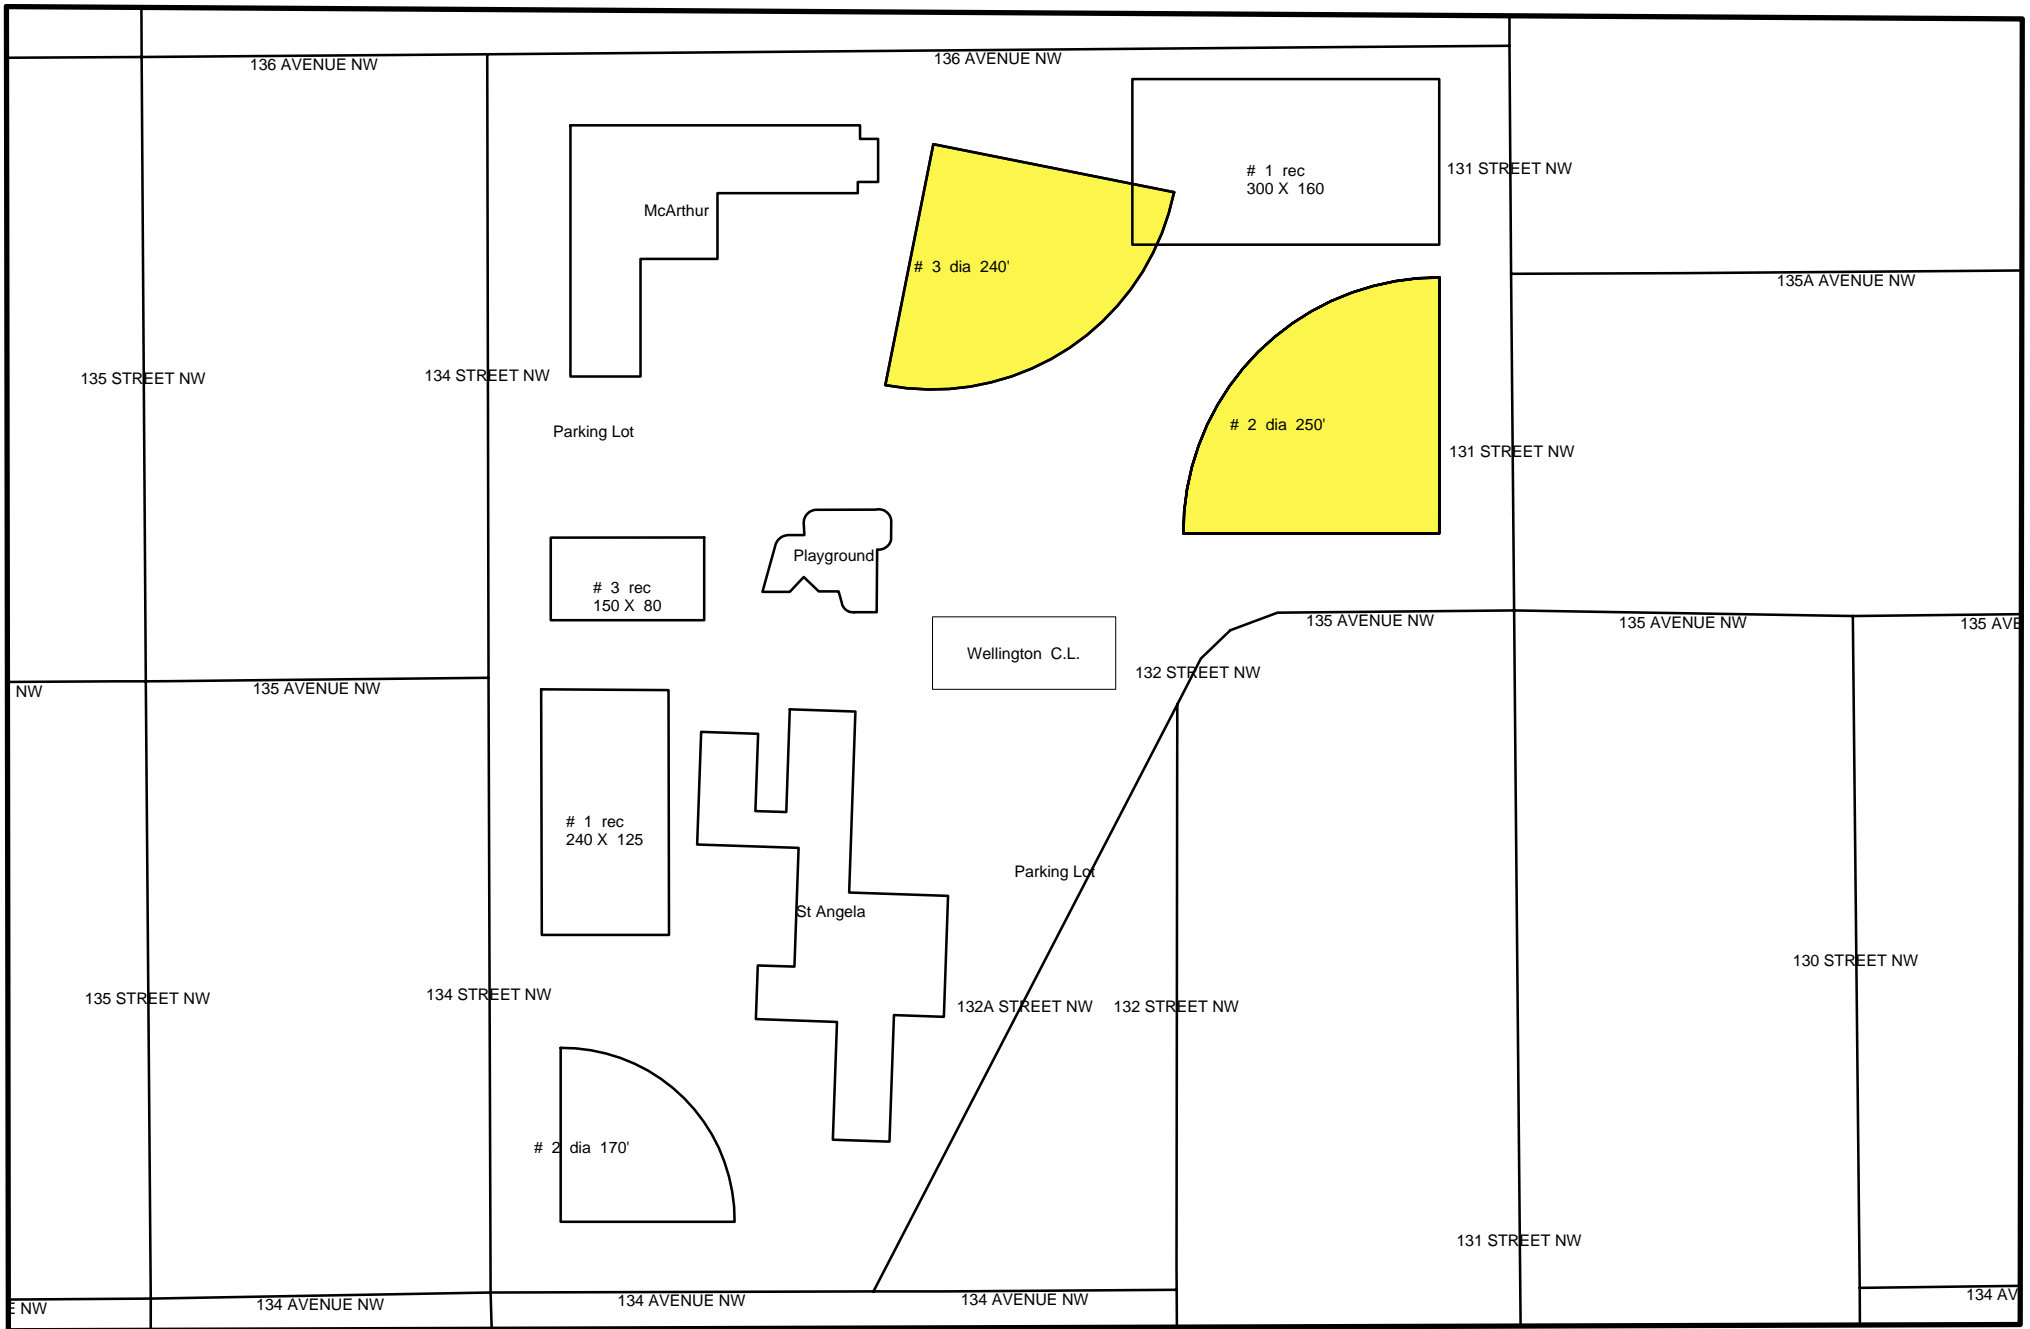 136 AVENUE NW
136 AVENUE NW
# 1 rec
300 X 160
131 STREET NW
McArthur
# 3 dia 240'
135A AVENUE NW
135 STREET NW
134 STREET NW
Parking Lot
# 2 dia 250'
131 STREET NW
Playground
# 3 rec
150 X 80
135 AVENUE NW
135 AVENUE NW
135 AVE
Wellington C.L.
132 STREET NW
NW
135 AVENUE NW
# 1 rec
240 X 125
Parking Lot
St Angela
130 STREET NW
135 STREET NW
134 STREET NW
132A STREET NW
132 STREET NW
# 2 dia 170'
131 STREET NW
E NW
134 AVENUE NW
134 AVENUE NW
134 AVENUE NW
134 AV